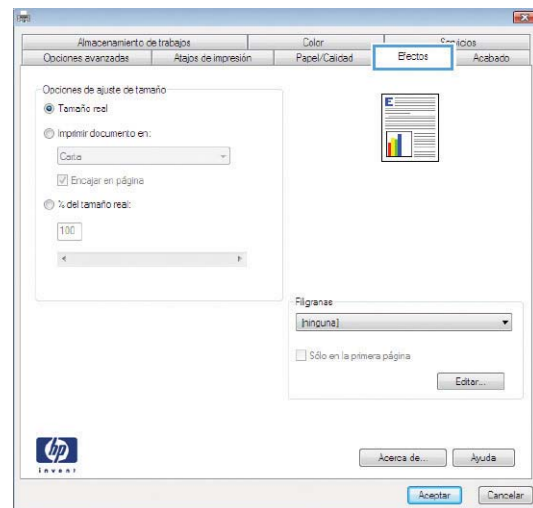 Almacenamiento de trabajos Color Servicios
Opciones avanzadas Atajos de impresión Papel/Calidad Efectos Acabado
Opciones de ajuste de tamaño
Tamaño real
Imprimir documento en:
Carta
Encajar en página
% del tamaño real:
100
E
Filigranas
[ninguna]
Sólo en la primera página
Editar...
hp
invent
Acerca de... Ayuda
Aceptar Cancelar